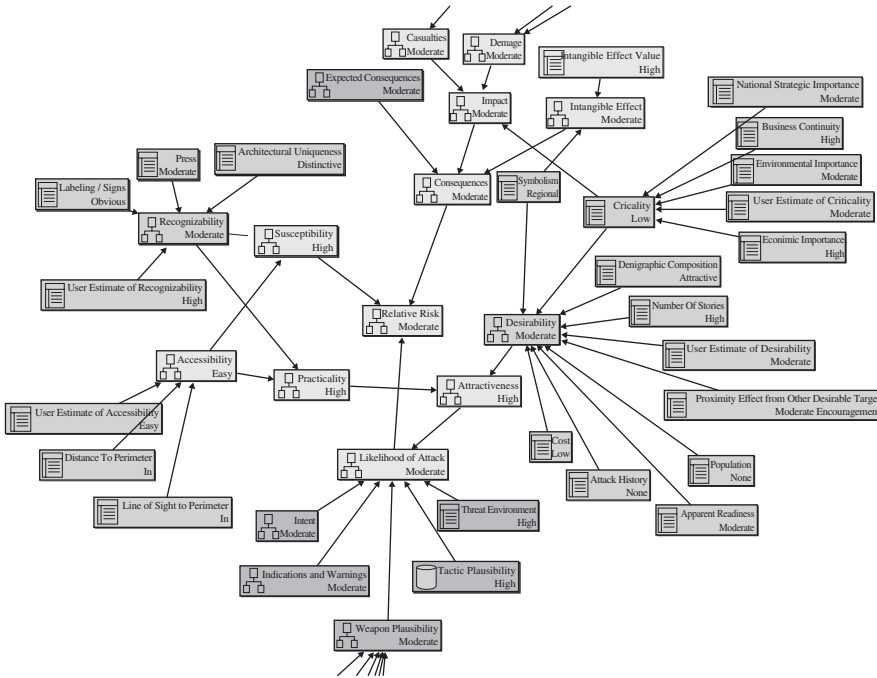 Casualties
Moderate
Demage
Moderate
Intangible Effect Value
High
Expected Consequences
Moderate
Impact
Moderate
Intangible Effect
Moderate
National Strategic Importance
Moderate
Business Continuity
High
Environmental Importance
Moderate
User Estimate of Criticality
Moderate
Econimic Importance
High
Cricality
Low
Press
Moderate
Architectural Uniqueness
Distinctive
Labeling / Signs
Obvious
Recognizability
Moderate
Susceptibility
High
Consequences
Moderate
Symbolism
Regional
User Estimate of Recognizability
High
Relative Risk
Moderate
Denigraphic Composition
Attractive
Number Of Stories
High
Desirability
Moderate
User Estimate of Desirability
Moderate
Accessibility
Easy
Practicality
High
Attractiveness
High
Proximity Effect from Other Desirable Targe
Moderate Encouragemen
User Estimate of Accessibility
Easy
Distance To Perimeter
In
Line of Sight to Perimeter
In
Likelihood of Attack
Moderate
Cost
Low
Attack History
None
Population
None
Apparent Readiness
Moderate
Intent
Moderate
Threat Environment
High
Indications and Warnings
Moderate
Tactic Plausibility
High
Weapon Plausibility
Moderate